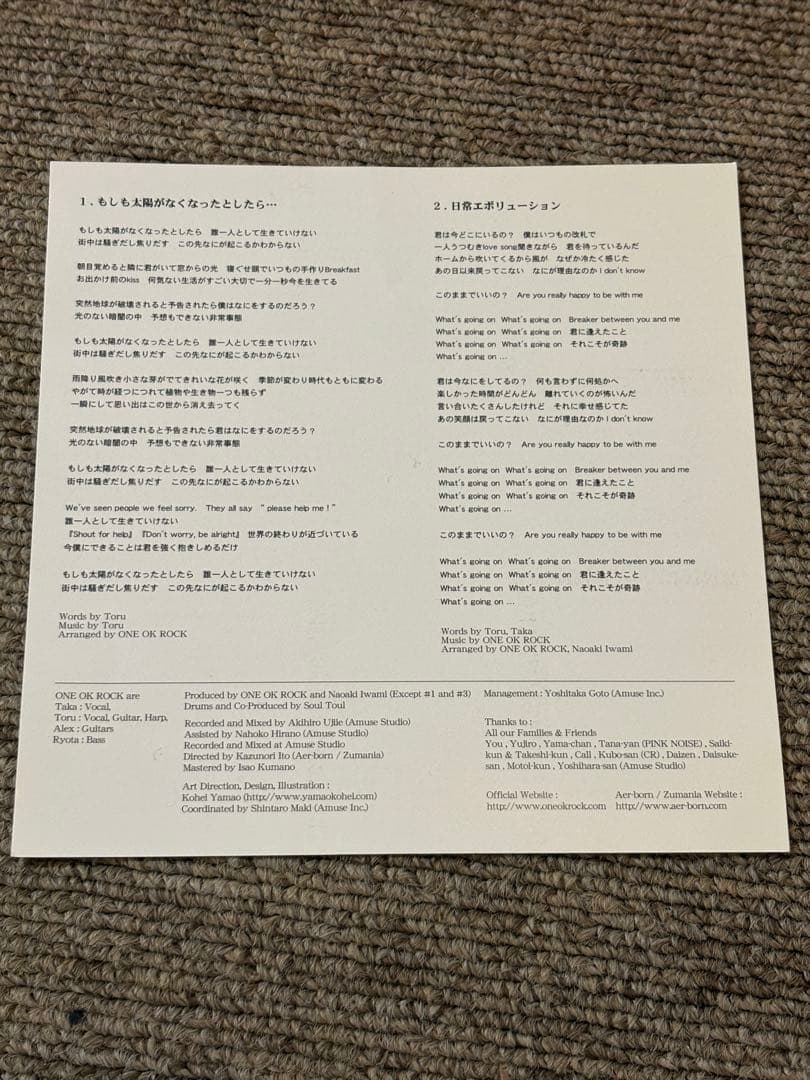 1．もしも太陽がなくなったとしたら…
もしも太陽がなくなったとしたら　誰一人として生きていけない
街中は騒ぎだし焦りだす　この先なにが起こるかわからない
朝目覚めると隣に君がいて窓からの光　寝ぐせ頭でいつもの手作りBreakfast
お出かけ前のkiss　何気ない生活がすごい大切で一分一秒今を生きてる
突然地球が破壊されると予告されたら僕はなにをするのだろう？
光のない暗闇の中　予想もできない非常事態
もしも太陽がなくなったとしたら　誰一人として生きていけない
街中は騒ぎだし焦りだす　この先なにが起こるかわからない
雨降り風吹き小さな芽がでてきれいな花が咲く　季節が変わり時代もともに変わる
やがて時が経つにつれて植物や生き物一つも残らず
一瞬にして思い出はこの世から消え去ってく
突然地球が破壊されると予告されたら君はなにをするのだろう？
光のない暗闇の中　予想もできない非常事態
もしも太陽がなくなったとしたら　誰一人として生きていけない
街中は騒ぎだし焦りだす　この先なにが起こるかわからない
We've seen people we feel sorry.　They all say　" please help me ! "
誰一人として生きていけない
『Shout for help』『Don't worry, be alright』 世界の終わりが近づいている
今僕にできることは君を強く抱きしめるだけ
もしも太陽がなくなったとしたら　誰一人として生きていけない
街中は騒ぎだし焦りだす　この先なにが起こるかわからない
Words by Toru
Music by Toru
Arranged by ONE OK ROCK
2．日常エボリューション
君は今どこにいるの？　僕はいつもの改札で
一人うつむきlove song聞きながら　君を待っているんだ
ホームから吹いてくるから風が　なぜか冷たく感じた
あの日以来戻ってこない　なにが理由なのか I don't know
このままでいいの？　Are you really happy to be with me
What's going on  What's going on　Breaker between you and me
What's going on  What's going on　君に逢えたこと
What's going on  What's going on　それこそが奇跡
What's going on ...
君は今なにをしてるの？　何も言わずに何処かへ
楽しかった時間がどんどん　離れていくのが怖いんだ
言い合いたくさんしたけれど　それに幸せ感じてた
あの笑顔は戻ってこない　なにが理由なのか I don't know
このままでいいの？　Are you really happy to be with me
What's going on  What's going on　Breaker between you and me
What's going on  What's going on　君に逢えたこと
What's going on  What's going on　それこそが奇跡
What's going on ...
このままでいいの？　Are you really happy to be with me
What's going on  What's going on　Breaker between you and me
What's going on  What's going on　君に逢えたこと
What's going on  What's going on　それこそが奇跡
What's going on ...
Words by Toru, Taka
Music by ONE OK ROCK
Arranged by ONE OK ROCK, Naoaki Iwami
ONE OK ROCK are
Taka : Vocal,
Toru : Vocal, Guitar, Harp,
Alex : Guitars
Ryota : Bass
Produced by ONE OK ROCK and Naoaki Iwami (Except #1 and #3)
Drums and Co-Produced by Soul Toul
Recorded and Mixed by Akihiro Ujiie (Amuse Studio)
Assisted by Nahoko Hirano (Amuse Studio)
Recorded and Mixed at Amuse Studio
Directed by Kazunori Ito (Aer-born / Zumania)
Mastered by Isao Kumano
Art Direction, Design, Illustration :
Kohei Yamao (http://www.yamaokohei.com)
Coordinated by Shintaro Maki (Amuse Inc.)
Management : Yoshitaka Goto (Amuse Inc.)
Thanks to :
All our Families & Friends
You , Yujiro , Yama-chan , Tana-yan (PINK NOISE) , Saiki-
kun & Takeshi-kun , Call , Kubo-san (CR) , Daizen , Daisuke-
san , Motoi-kun , Yoshihara-san (Amuse Studio)
Official Website :
http://www.oneokrock.com
Aer-born / Zumania Website :
http://www.aer-born.com